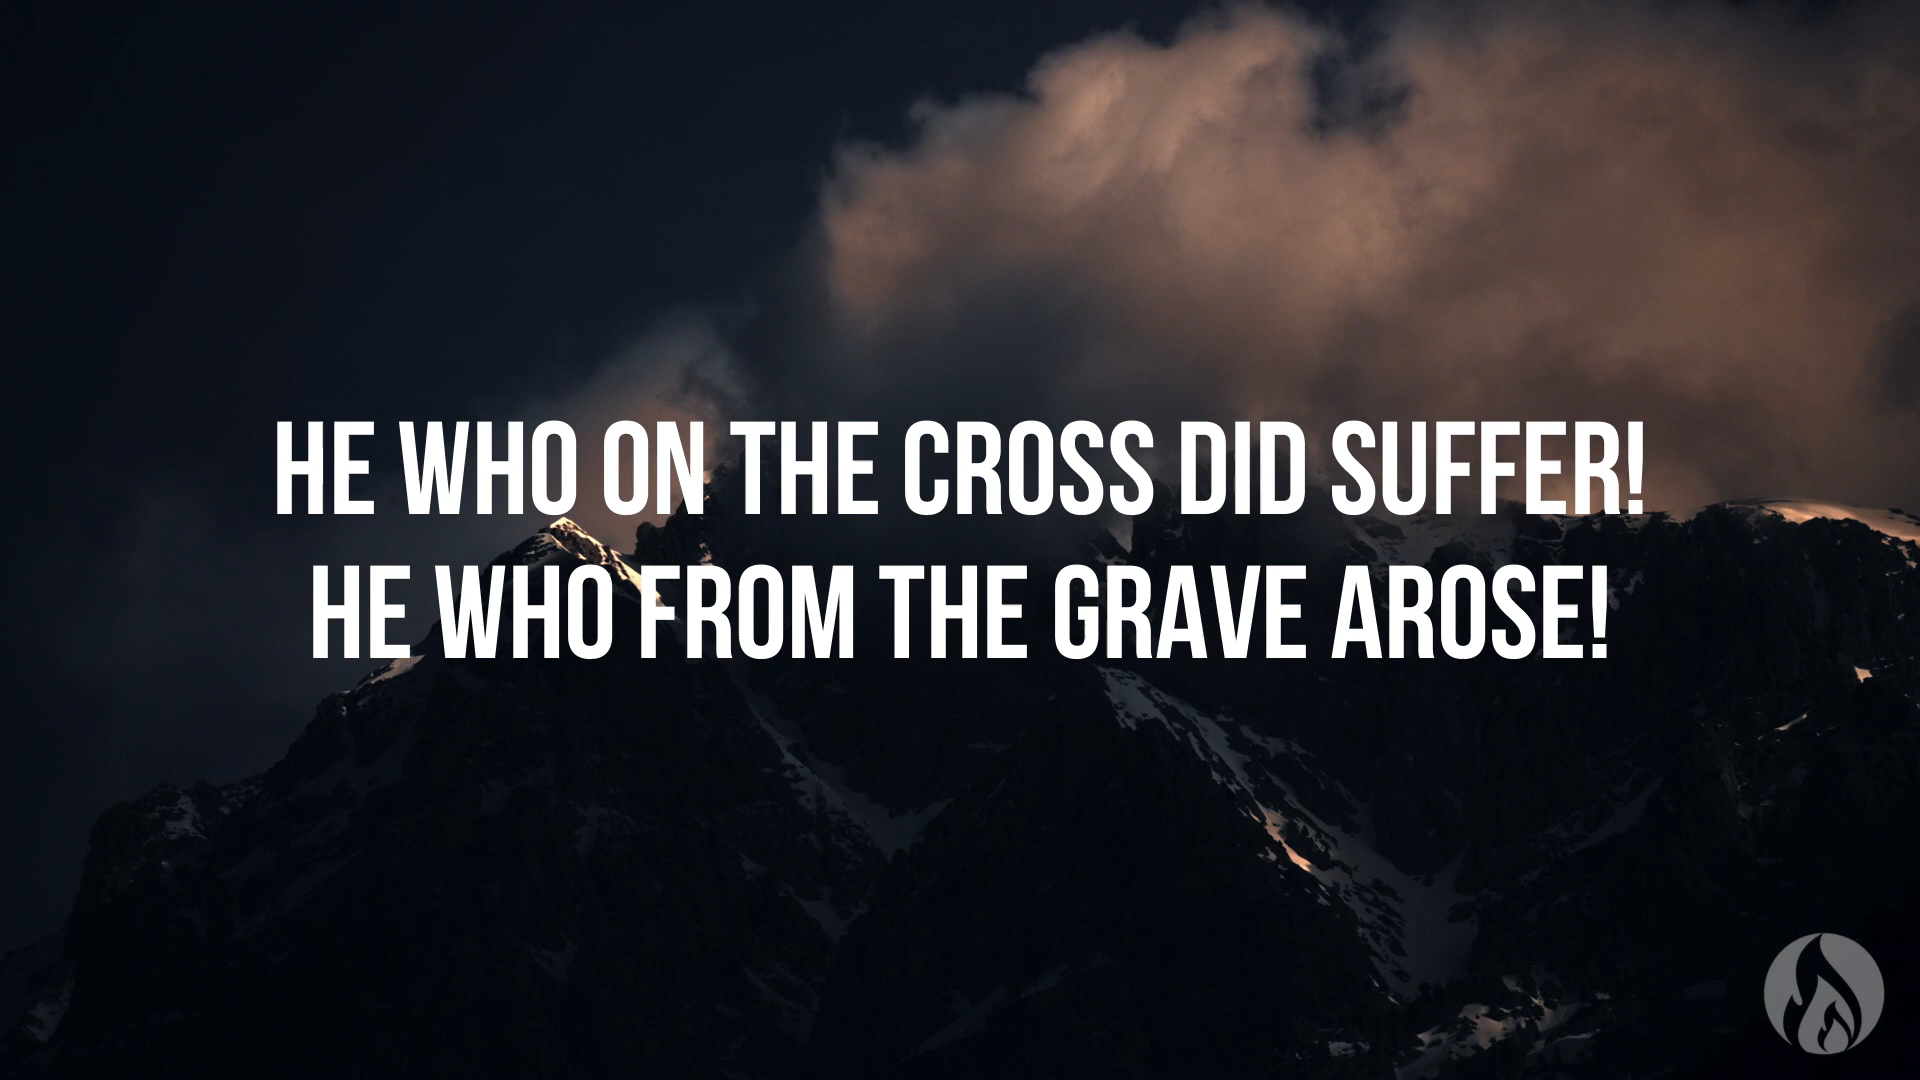 HE WHO ON THE CROSS DID SUFFER!
HE WHO FROM THE GRAVE AROSE!